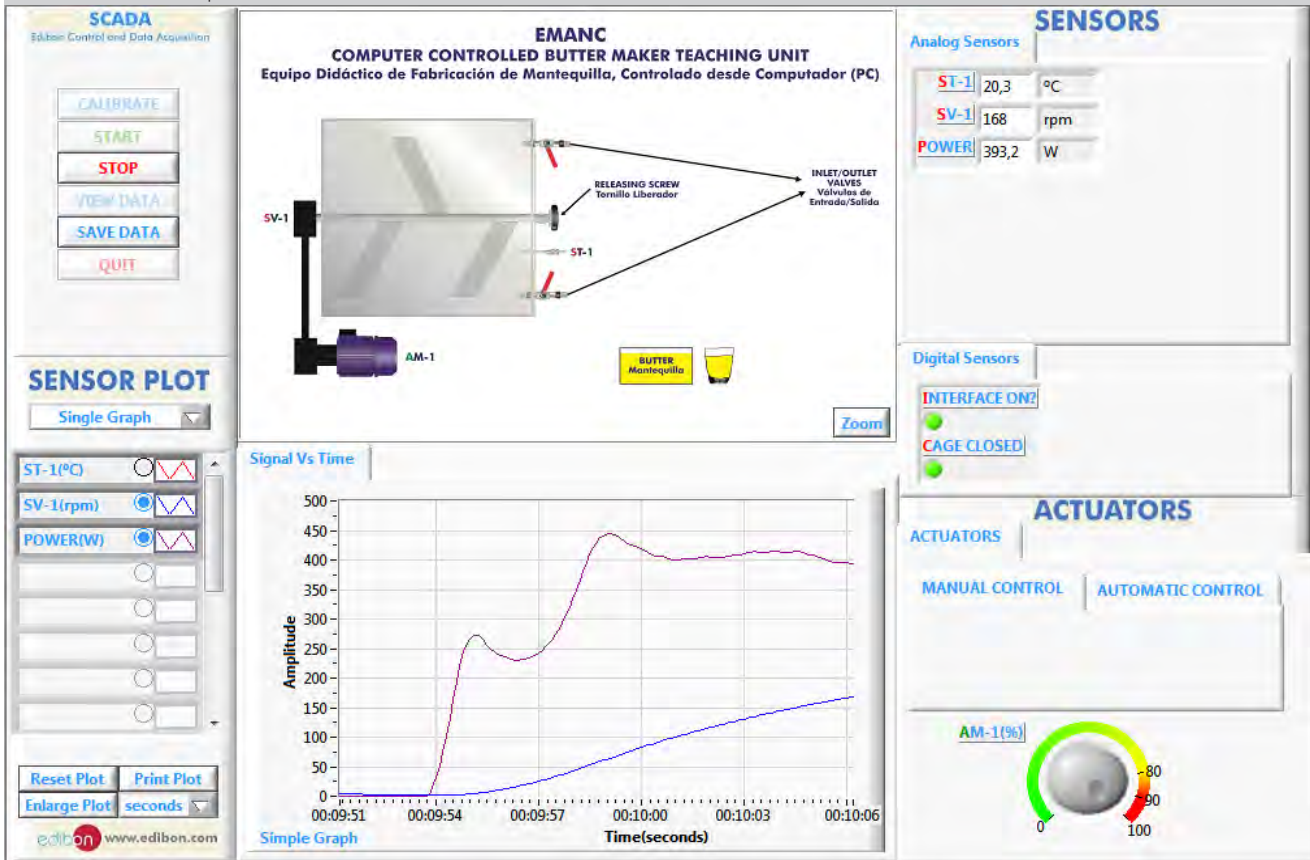 SCADA
Edibon Control and Data Acquisition
CALIBRATE
START
STOP
VIEW DATA
SAVE DATA
QUIT
EMANC
COMPUTER CONTROLLED BUTTER MAKER TEACHING UNIT
Equipo Didáctico de Fabricación de Mantequilla, Controlado desde Computador (PC)
SV-1
RELEASING SCREW
Tornillo Liberador
INLET/OUTLET
VALVES
Válvulas de
Entrada/Salida
ST-1
AM-1
BUTTER
Mantequilla
Zoom
SENSORS
Analog Sensors
ST-1 20,3 ºC
SV-1 168 rpm
POWER 393,2 W
Digital Sensors
INTERFACE ON?
CAGE CLOSED
SENSOR PLOT
Single Graph
ST-1(ºC)
SV-1(rpm)
POWER(W)
Reset Plot Print Plot
Enlarge Plot seconds
edibon www.edibon.com
Signal Vs Time
500
450
400
350
300
250
200
150
100
50
0
Amplitude
00:09:51 00:09:54 00:09:57 00:10:00 00:10:03 00:10:06
Time(seconds)
Simple Graph
ACTUATORS
ACTUATORS
MANUAL CONTROL AUTOMATIC CONTROL
AM-1(%)
80
90
0 100